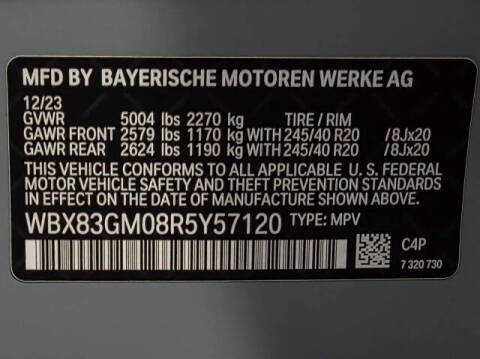 MFD BY BAYERISCHE MOTOREN WERKE AG
12/23
GVWR 5004 lbs 2270 kg TIRE / RIM
GAWR FRONT 2579 lbs 1170 kg WITH 245/40 R20 /8Jx20
GAWR REAR 2624 lbs 1190 kg WITH 245/40 R20 /8Jx20
THIS VEHICLE CONFORMS TO ALL APPLICABLE U. S. FEDERAL
MOTOR VEHICLE SAFETY AND THEFT PREVENTION STANDARDS
IN EFFECT ON THE DATE OF MANUFACTURE SHOWN ABOVE.
WBX83GM08R5Y57120 TYPE: MPV
C4P
7 320 730